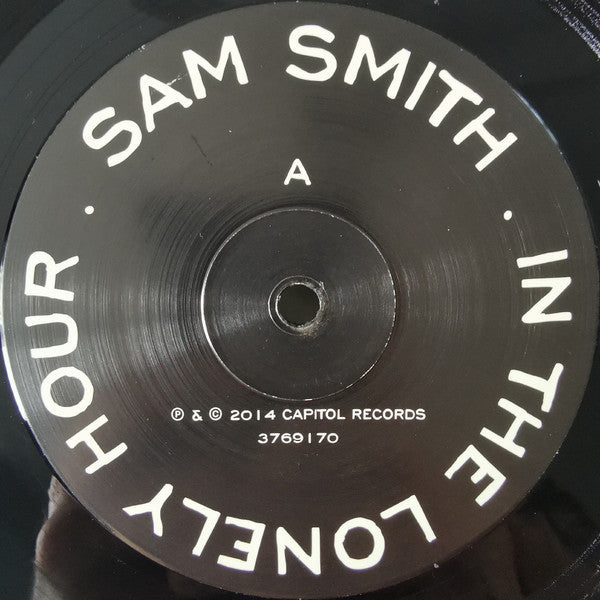 SAM SMITH · IN THE LONELY HOUR ·
A
℗ & © 2014 CAPITOL RECORDS
3769170